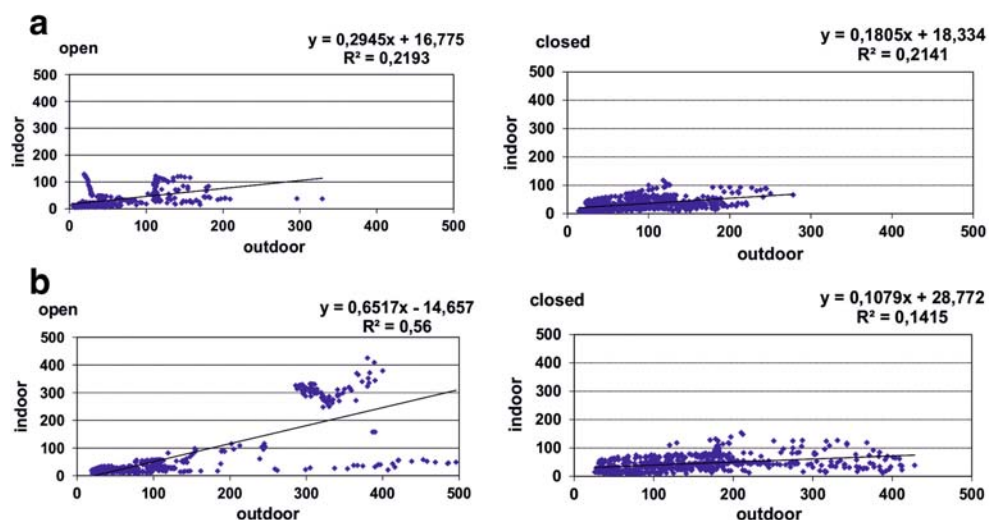 a
open
y = 0,2945x + 16,775
R² = 0,2193
500
400
300
200
100
0
indoor
0 100 200 300 400 500
outdoor
closed
y = 0,1805x + 18,334
R² = 0,2141
500
400
300
200
100
0
indoor
0 100 200 300 400 500
outdoor
b
open
y = 0,6517x - 14,657
R² = 0,56
500
400
300
200
100
0
indoor
0 100 200 300 400 500
outdoor
closed
y = 0,1079x + 28,772
R² = 0,1415
500
400
300
200
100
0
indoor
0 100 200 300 400 500
outdoor